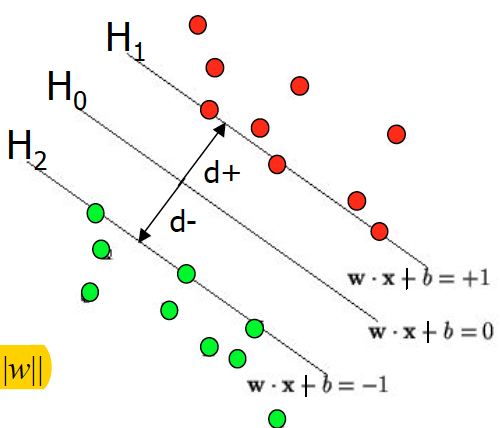 H₁
H₀
H₂
d+
d-
w · x + b = +1
w · x + b = 0
|w||
w · x + b = −1